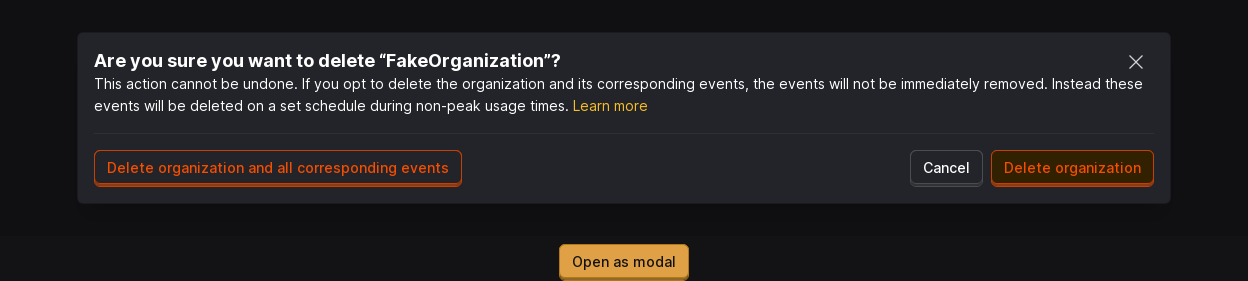 Are you sure you want to delete “FakeOrganization”?
This action cannot be undone. If you opt to delete the organization and its corresponding events, the events will not be immediately removed. Instead these
events will be deleted on a set schedule during non-peak usage times. Learn more
Delete organization and all corresponding events
Cancel
Delete organization
Open as modal